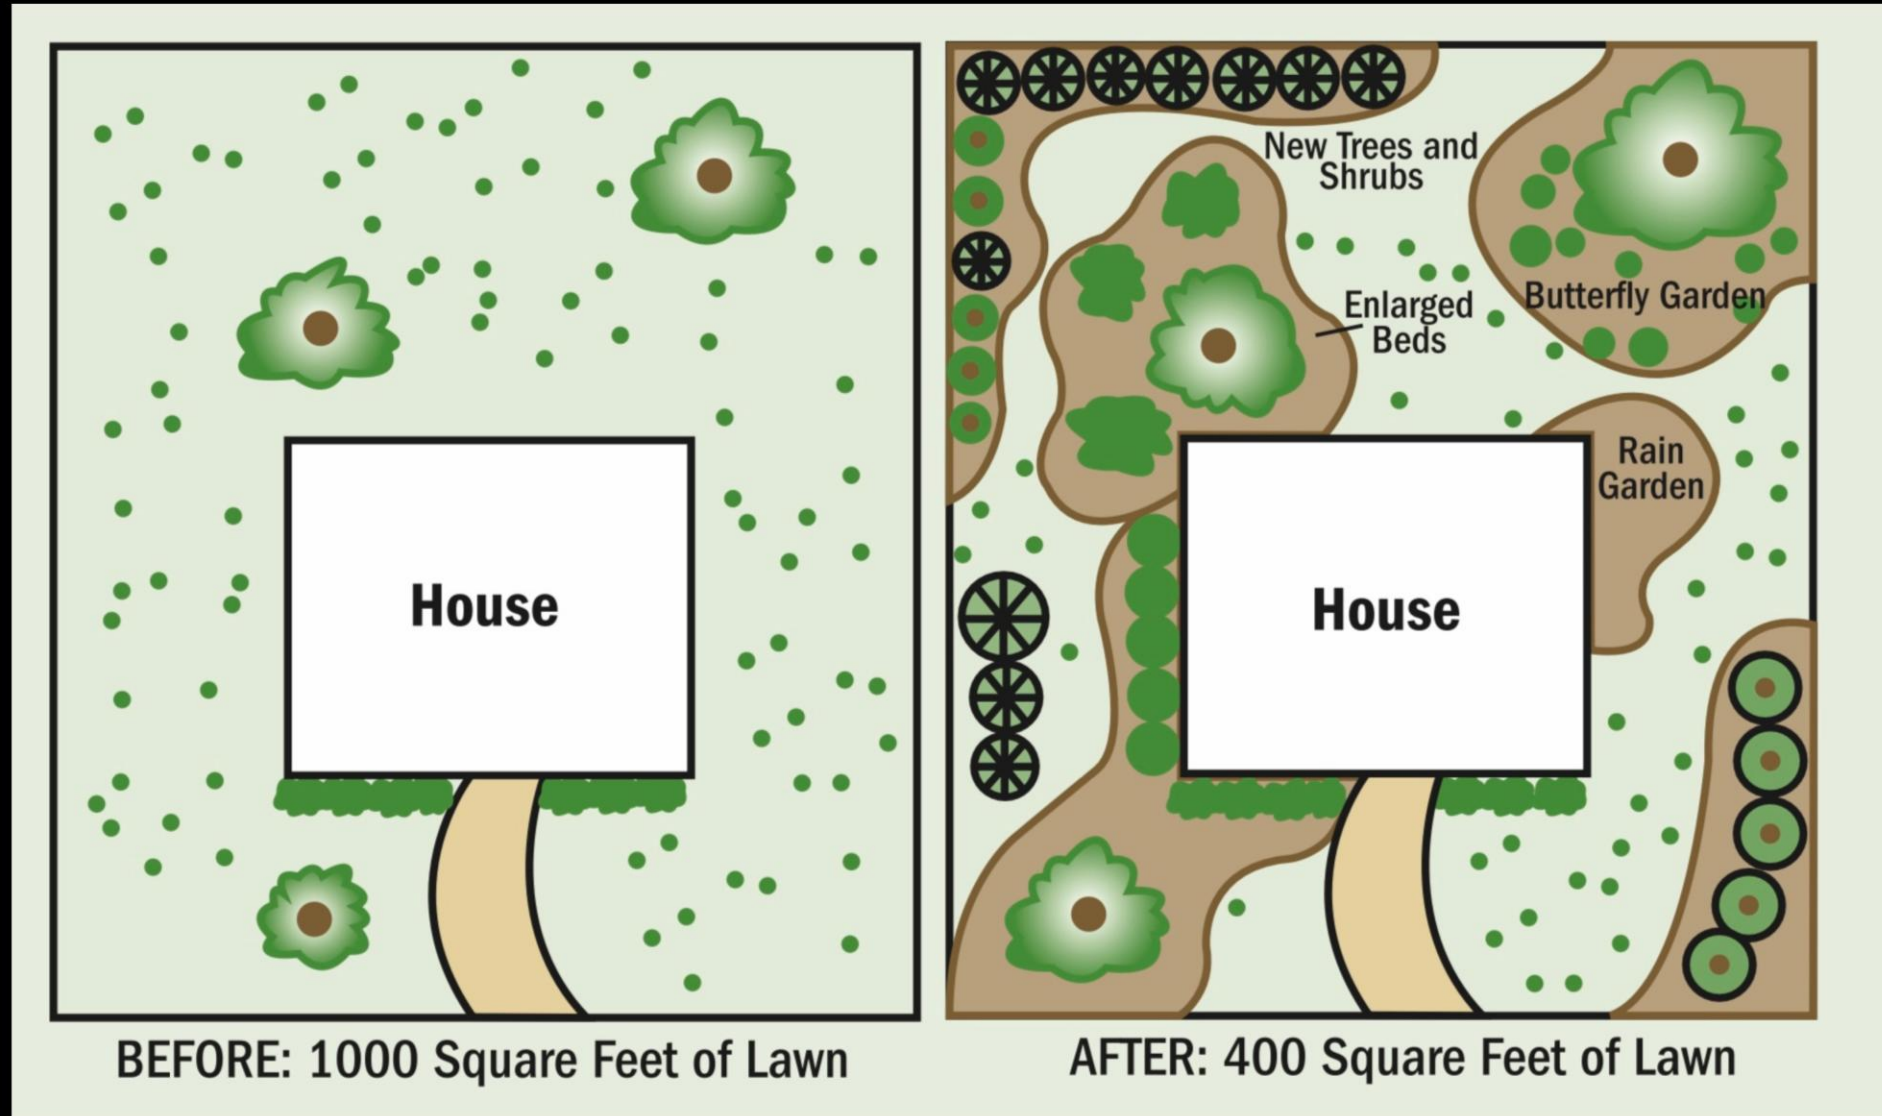 House
BEFORE: 1000 Square Feet of Lawn
New Trees and
Shrubs
Butterfly Garden
Enlarged
Beds
Rain
Garden
House
AFTER: 400 Square Feet of Lawn